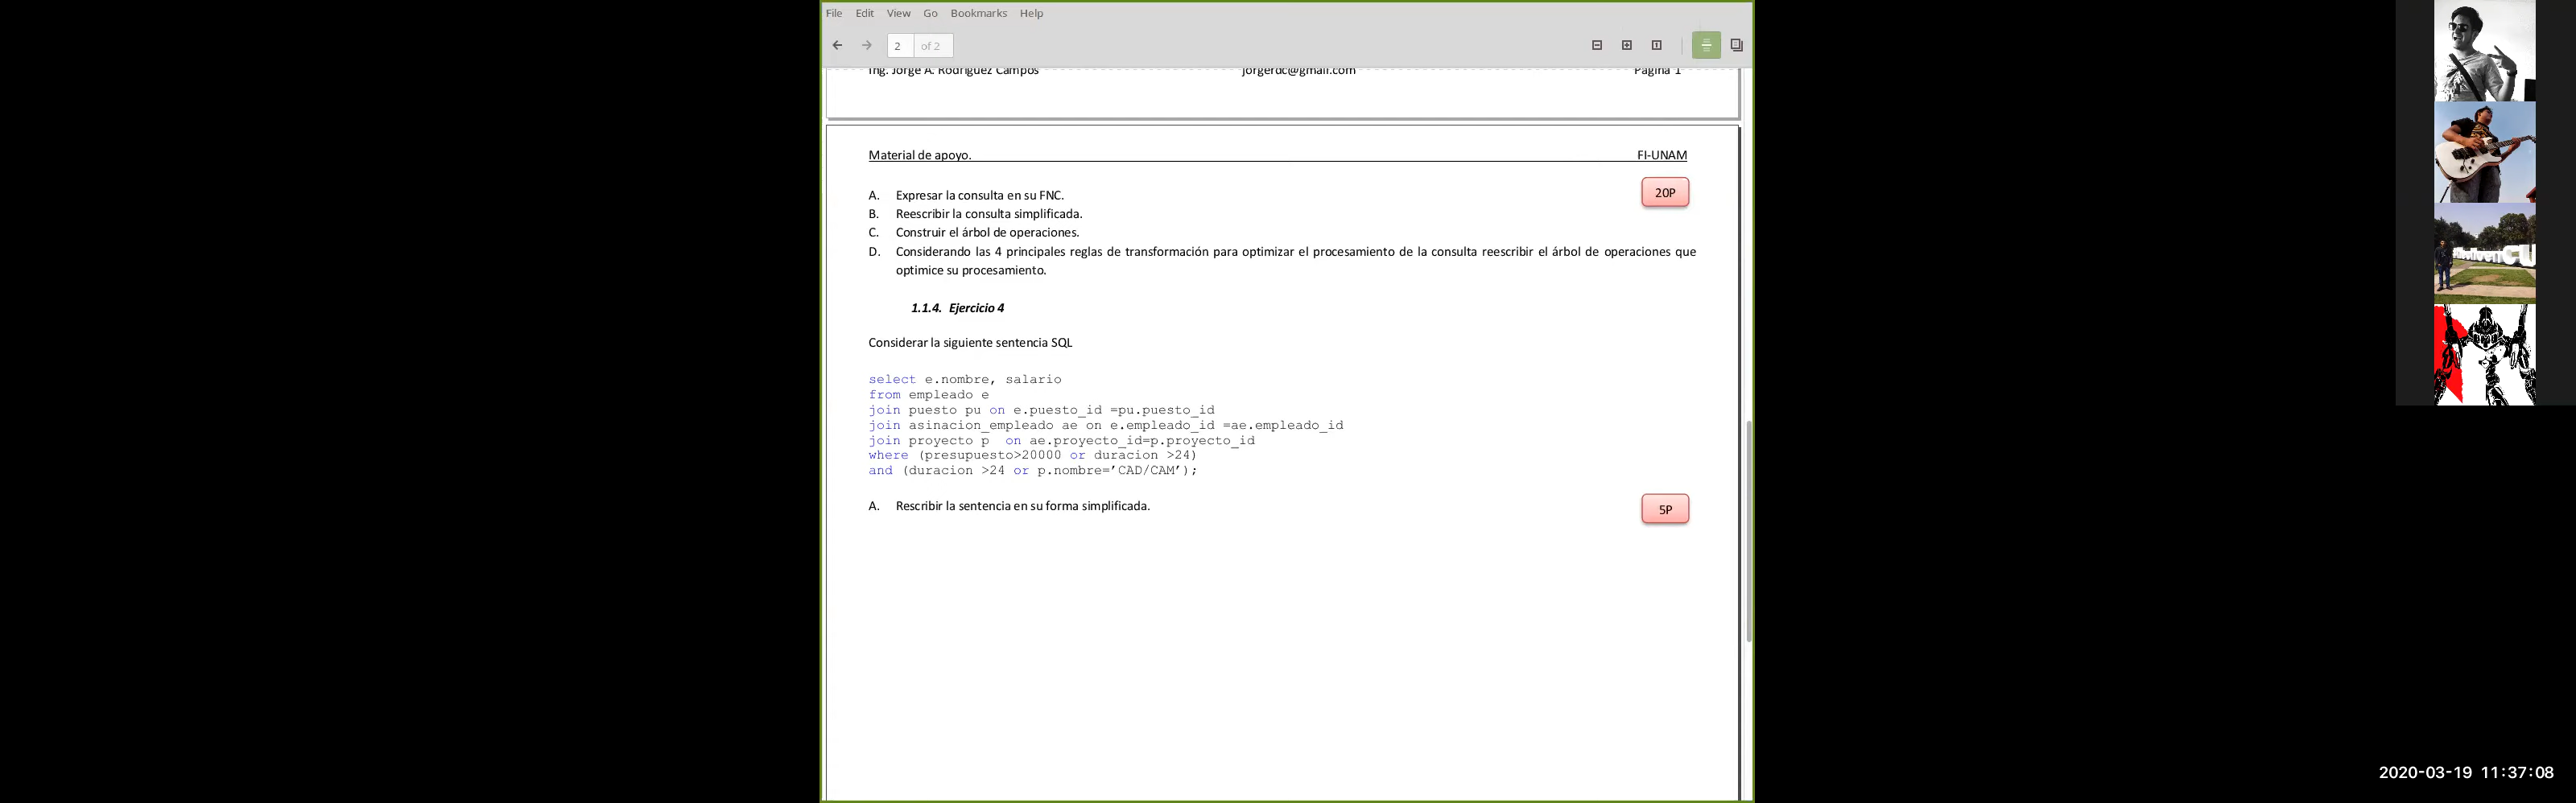 File Edit View Go Bookmarks Help
2 of 2
Ing. Jorge A. Rodríguez Campos jorgerdc@gmail.com Página 1
Material de apoyo. FI-UNAM
A. Expresar la consulta en su FNC. 20P
B. Reescribir la consulta simplificada.
C. Construir el árbol de operaciones.
D. Considerando las 4 principales reglas de transformación para optimizar el procesamiento de la consulta reescribir el árbol de operaciones que
optimice su procesamiento.
1.1.4. Ejercicio 4
Considerar la siguiente sentencia SQL
select e.nombre, salario
from empleado e
join puesto pu on e.puesto_id =pu.puesto_id
join asinacion_empleado ae on e.empleado_id =ae.empleado_id
join proyecto p  on ae.proyecto_id=p.proyecto_id
where (presupuesto>20000 or duracion >24)
and (duracion >24 or p.nombre=’CAD/CAM’);
A. Rescribir la sentencia en su forma simplificada. 5P
2020-03-19 11:37:08